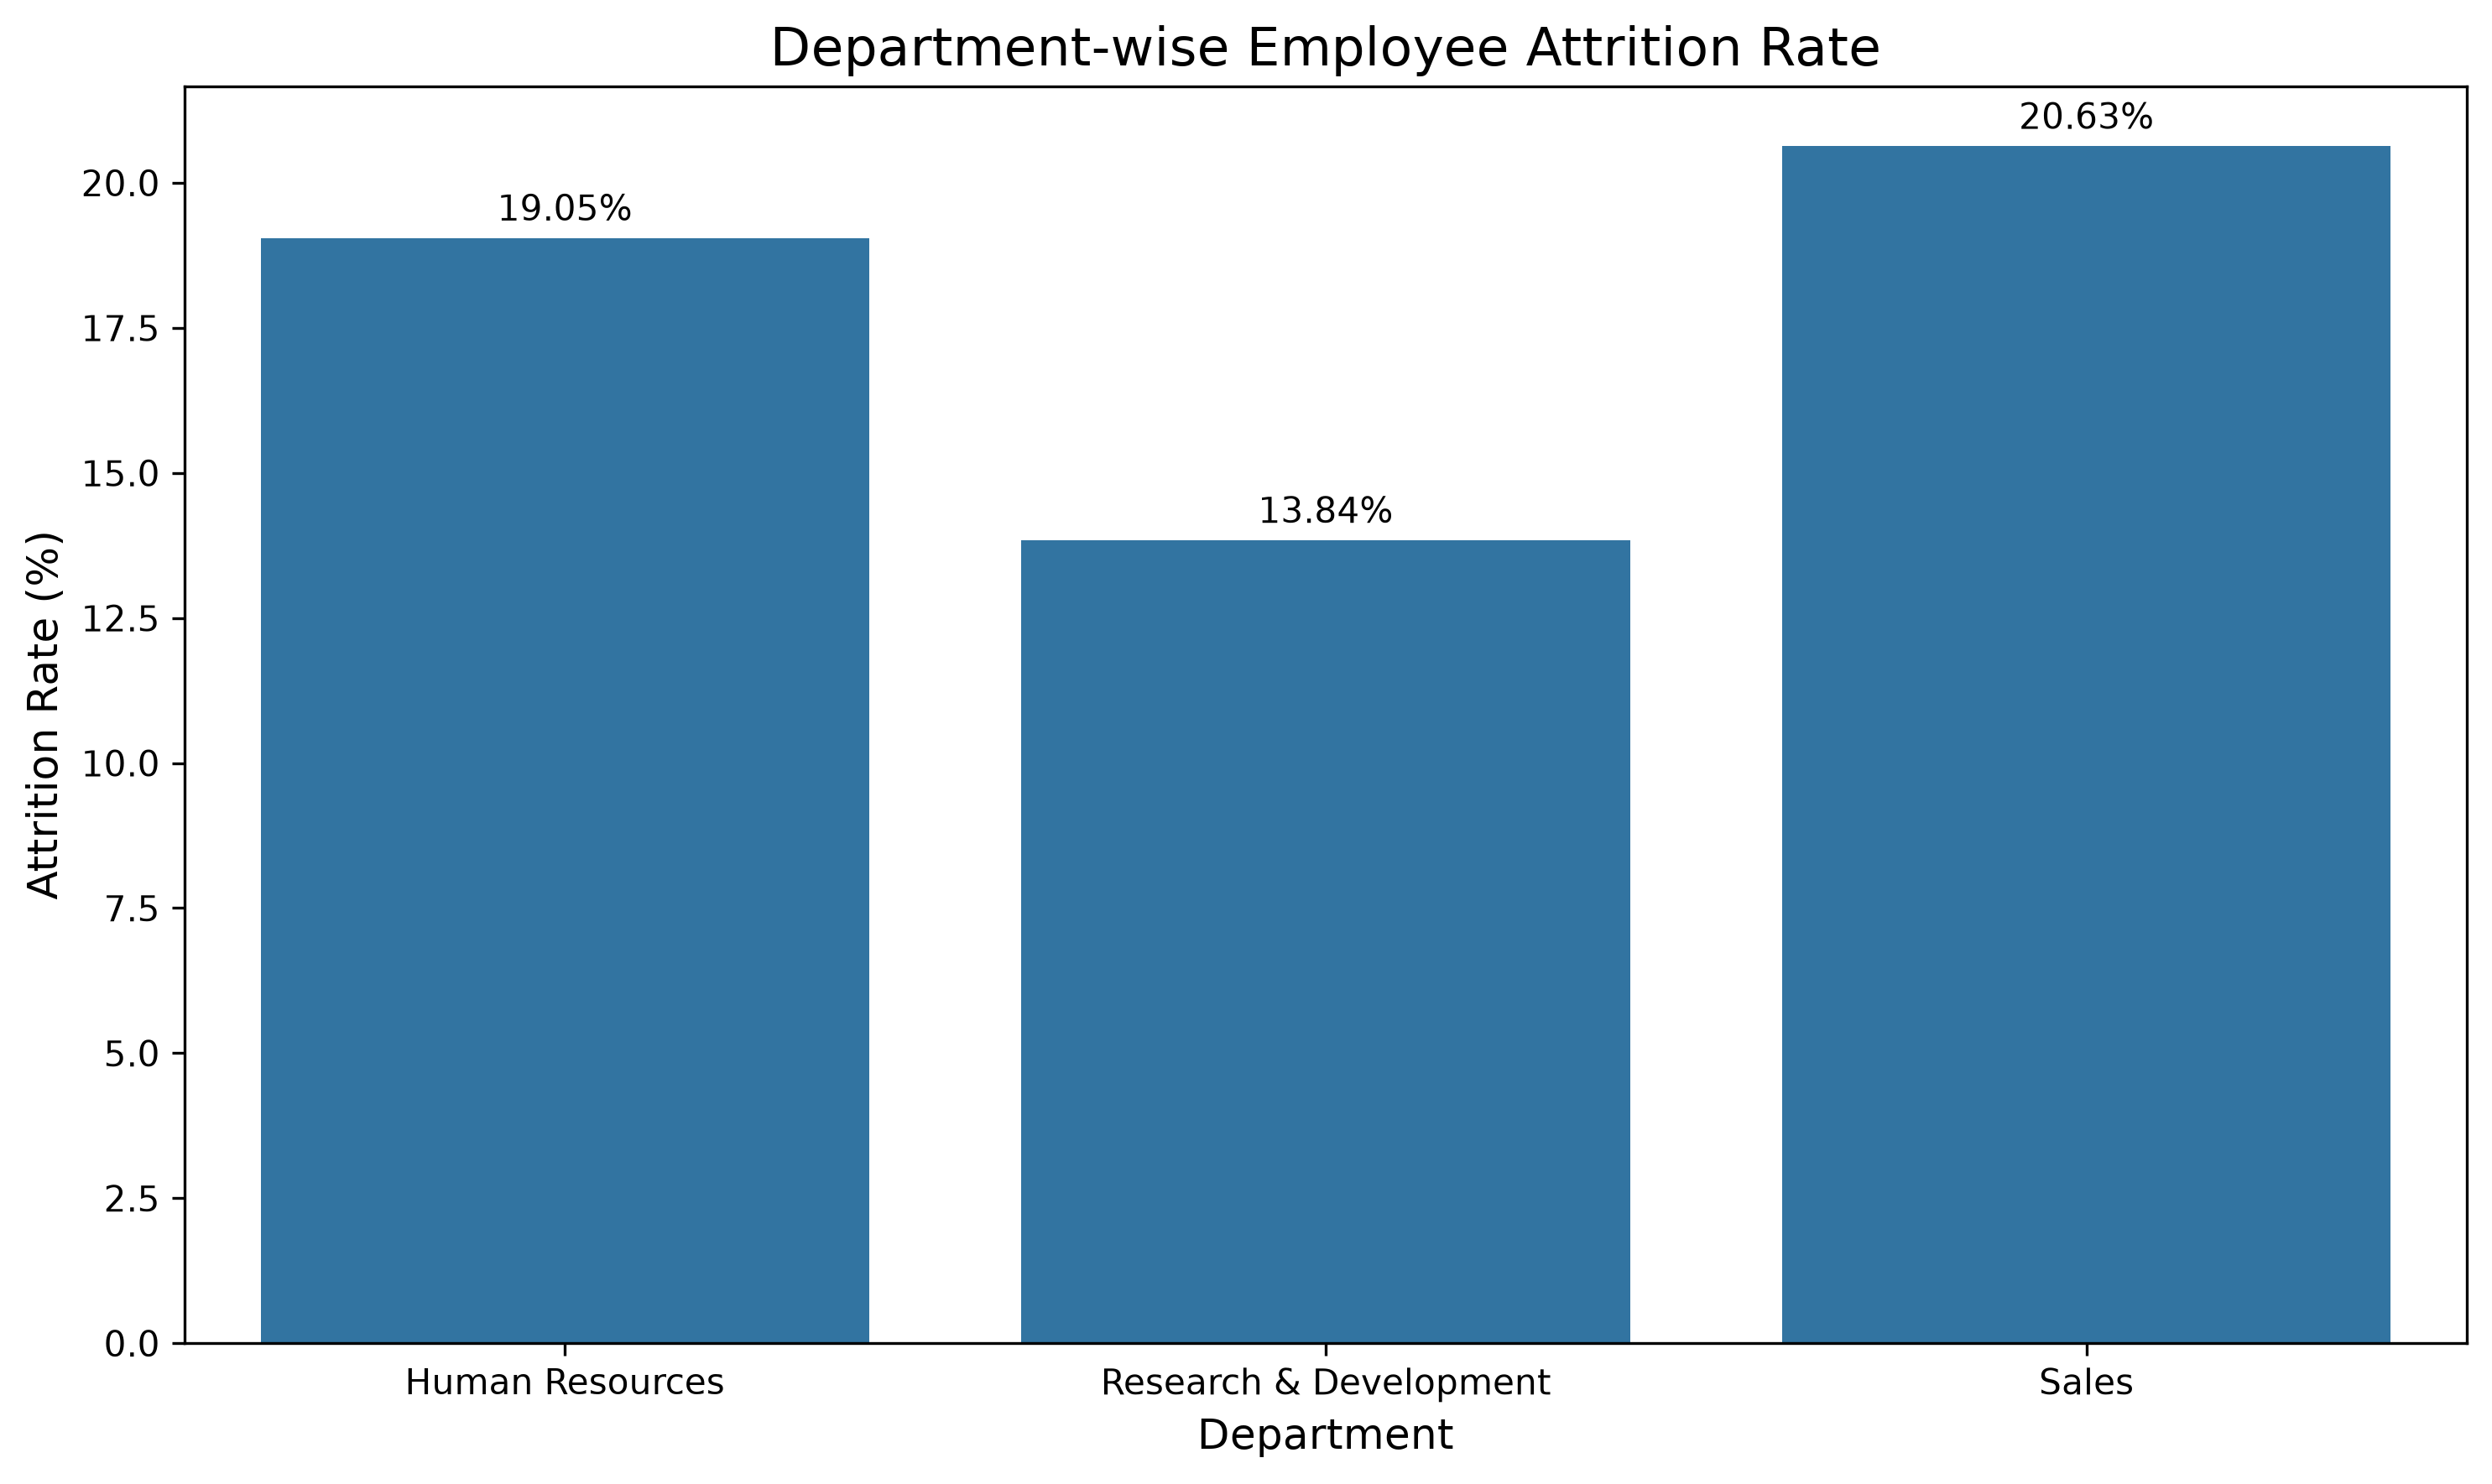 Department-wise Employee Attrition Rate
20.63%
19.05%
13.84%
20.0
17.5
15.0
12.5
10.0
7.5
5.0
2.5
0.0
Attrition Rate (%)
Human Resources
Research & Development
Sales
Department